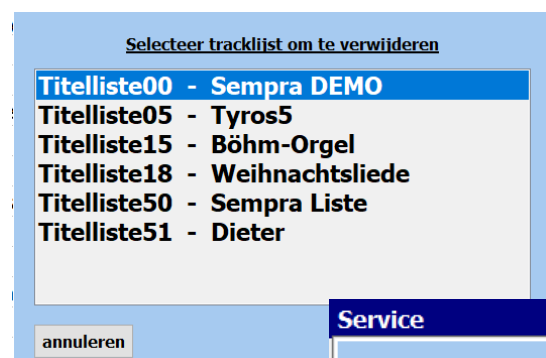 Selecteer tracklijst om te verwijderen
Titelliste00 - Sempra DEMO
Titelliste05 - Tyros5
Titelliste15 - Böhm-Orgel
Titelliste18 - Weihnachtsliede
Titelliste50 - Sempra Liste
Titelliste51 - Dieter
Service
annuleren